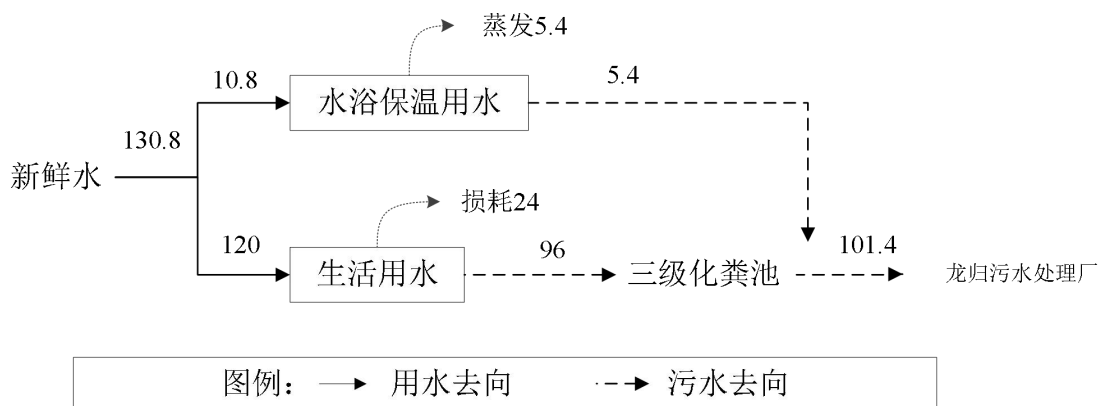 蒸发5.4
10.8
水浴保温用水
5.4
130.8
新鲜水
损耗24
120
生活用水
96
三级化粪池
101.4
龙归污水处理厂
图例： 用水去向 污水去向